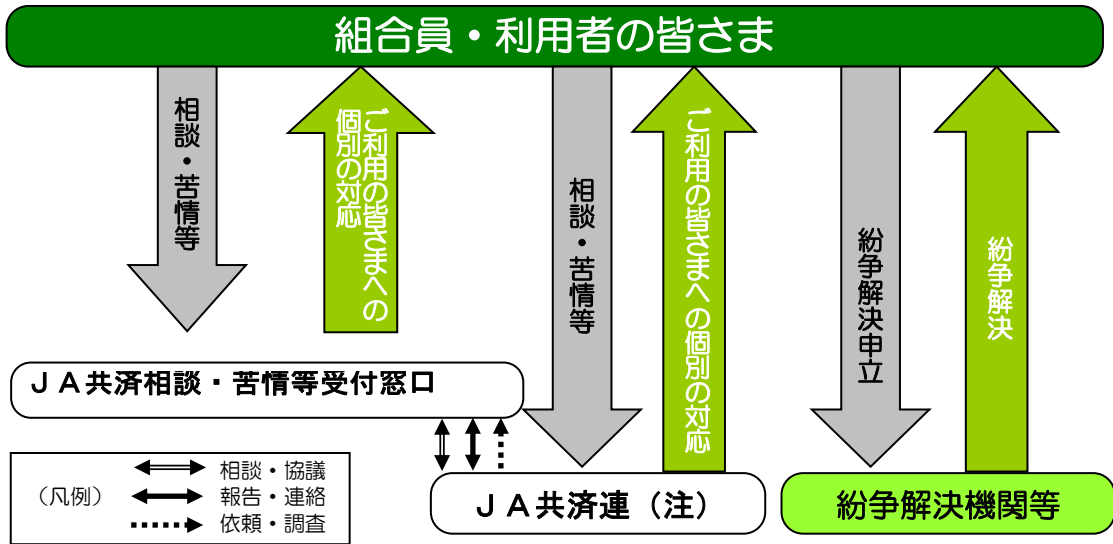 組合員・利用者の皆さま
相談・苦情等
ご利用の皆さまへの
個別の対応
相談・苦情等
ご利用の皆さまへの個別の対応
紛争解決申立
紛争解決
ＪＡ共済相談・苦情等受付窓口
（凡例）
相談・協議
報告・連絡
依頼・調査
ＪＡ共済連（注）
紛争解決機関等